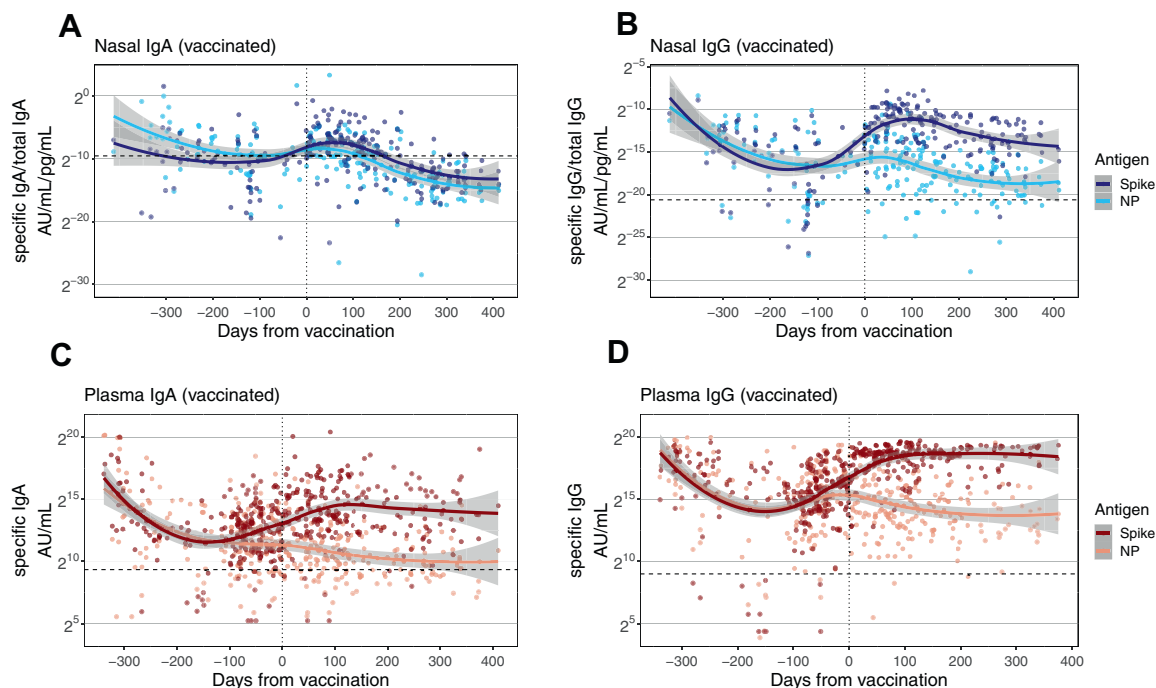 A
Nasal IgA (vaccinated)
specific IgA/total IgA
AU/mL/pg/mL
2^0
2^−10
2^−20
2^−30
−300 −200 −100 0 100 200 300 400
Days from vaccination
B
Nasal IgG (vaccinated)
specific IgG/total IgG
AU/mL/pg/mL
2^−5
2^−10
2^−15
2^−20
2^−25
2^−30
−300 −200 −100 0 100 200 300 400
Days from vaccination
Antigen
Spike
NP
C
Plasma IgA (vaccinated)
specific IgA
AU/mL
2^20
2^15
2^10
2^5
−300 −200 −100 0 100 200 300 400
Days from vaccination
D
Plasma IgG (vaccinated)
specific IgG
AU/mL
2^20
2^15
2^10
2^5
−300 −200 −100 0 100 200 300 400
Days from vaccination
Antigen
Spike
NP